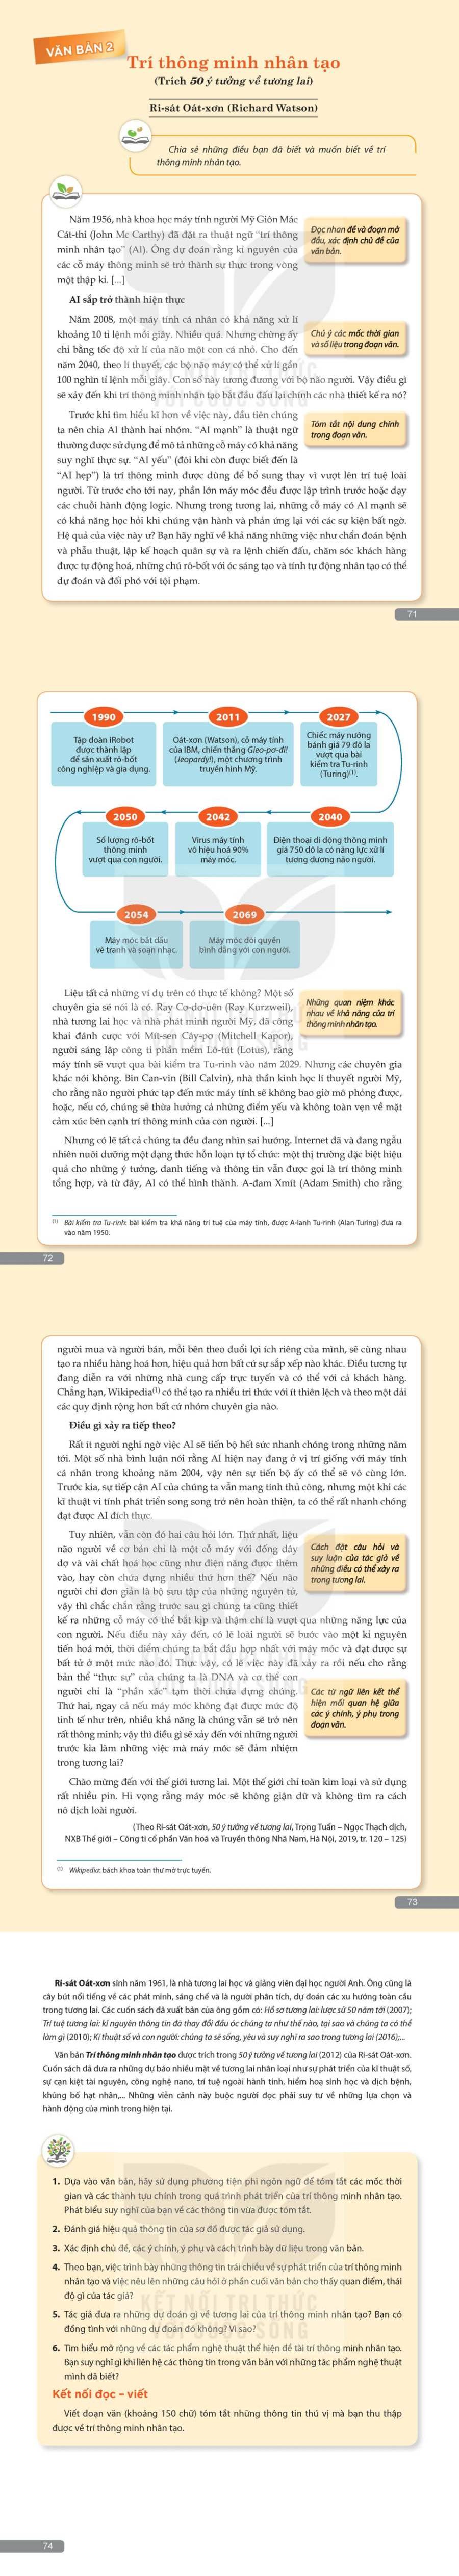 VĂN BẢN 2
Trí thông minh nhân tạo
(Trích 50 ý tưởng về tương lai)
Ri-sát Oát-xơn (Richard Watson)
Chia sẻ những điều bạn đã biết và muốn biết về trí
thông minh nhân tạo.
Năm 1956, nhà khoa học máy tính người Mỹ Giôn Mác
Cát-thi (John Mc Carthy) đã đặt ra thuật ngữ “trí thông
minh nhân tạo” (AI). Ông dự đoán rằng kỉ nguyên của
các cỗ máy thông minh sẽ trở thành sự thực trong vòng
một thập kỉ. [...]
Đọc nhan đề và đoạn mở
đầu, xác định chủ đề của
văn bản.
AI sắp trở thành hiện thực
Năm 2008, một máy tính cá nhân có khả năng xử lí
khoảng 10 tỉ lệnh mỗi giây. Nhiều quá. Nhưng chừng ấy
chỉ bằng tốc độ xử lí của não một con cá nhỏ. Cho đến
năm 2040, theo lí thuyết, các bộ não máy có thể xử lí gần
100 nghìn tỉ lệnh mỗi giây. Con số này tương đương với bộ não người. Vậy điều gì
sẽ xảy đến khi trí thông minh nhân tạo bắt đầu đấu lại chính các nhà thiết kế ra nó?
Chú ý các mốc thời gian
và số liệu trong đoạn văn.
Trước khi tìm hiểu kĩ hơn về việc này, đầu tiên chúng
ta nên chia AI thành hai nhóm. “AI mạnh” là thuật ngữ
thường được sử dụng để mô tả những cỗ máy có khả năng
suy nghĩ thực sự. “AI yếu” (đôi khi còn được biết đến là
“AI hẹp”) là trí thông minh được dùng để bổ sung thay vì vượt lên trí tuệ loài
người. Từ trước cho tới nay, phần lớn máy móc đều được lập trình trước hoặc dạy
các chuỗi hành động logic. Nhưng trong tương lai, những cỗ máy có AI mạnh sẽ
có khả năng học hỏi khi chúng vận hành và phản ứng lại với các sự kiện bất ngờ.
Hệ quả của việc này ư? Bạn hãy nghĩ về khả năng những việc như chẩn đoán bệnh
và phẫu thuật, lập kế hoạch quân sự và ra lệnh chiến đấu, chăm sóc khách hàng
được tự động hoá, những chú rô-bốt với óc sáng tạo và tính tự động nhân tạo có thể
dự đoán và đối phó với tội phạm.
Tóm tắt nội dung chính
trong đoạn văn.
KẾT NỐI TRI THỨC
VỚI CUỘC SỐNG
71
1990
Tập đoàn iRobot
được thành lập
để sản xuất rô-bốt
công nghiệp và gia dụng.
2011
Oát-xơn (Watson), cỗ máy tính
của IBM, chiến thắng Gieo-pơ-đi!
(Jeopardy!), một chương trình
truyền hình Mỹ.
2027
Chiếc máy nướng
bánh giá 79 đô la
vượt qua bài
kiểm tra Tu-rinh
(Turing)(1).
2050
Số lượng rô-bốt
thông minh
vượt qua con người.
2042
Virus máy tính
vô hiệu hoá 90%
máy móc.
2040
Điện thoại di động thông minh
giá 750 đô la có năng lực xử lí
tương đương não người.
2054
Máy móc bắt đầu
vẽ tranh và soạn nhạc.
2069
Máy móc đòi quyền
bình đẳng với con người.
Liệu tất cả những ví dụ trên có thực tế không? Một số
chuyên gia sẽ nói là có. Ray Cơ-doen (Ray Kurzweil),
nhà tương lai học và nhà phát minh người Mỹ, đã công
khai đánh cược với Mít-seo Cây-pơ (Mitchell Kapor),
người sáng lập công ti phần mềm Lô-tút (Lotus), rằng
máy tính sẽ vượt qua bài kiểm tra Tu-rinh vào năm 2029. Nhưng các chuyên gia
khác nói không. Bin Can-vin (Bill Calvin), nhà thần kinh học lí thuyết người Mỹ,
cho rằng não người phức tạp đến mức máy tính sẽ không bao giờ mô phỏng được,
hoặc, nếu có, chúng sẽ thừa hưởng cả những điểm yếu và không toàn vẹn về mặt
cảm xúc bên cạnh trí thông minh của con người. [...]
Những quan niệm khác
nhau về khả năng của trí
thông minh nhân tạo.
Nhưng có lẽ tất cả chúng ta đều đang nhìn sai hướng. Internet đã và đang ngẫu
nhiên nuôi dưỡng một dạng thức hỗn loạn tự tổ chức: một thị trường đặc biệt hiệu
quả cho những ý tưởng, danh tiếng và thông tin vẫn được gọi là trí thông minh
tổng hợp, và từ đây, AI có thể hình thành. A-đam Xmít (Adam Smith) cho rằng
(1) Bài kiểm tra Tu-rinh: bài kiểm tra khả năng trí tuệ của máy tính, được A-lanh Tu-rinh (Alan Turing) đưa ra
vào năm 1950.
72
người mua và người bán, mỗi bên theo đuổi lợi ích riêng của mình, sẽ cùng nhau
tạo ra nhiều hàng hoá hơn, hiệu quả hơn bất cứ sự sắp xếp nào khác. Điều tương tự
đang diễn ra với những nhà cung cấp trực tuyến và có thể với cả khách hàng.
Chẳng hạn, Wikipedia(1) có thể tạo ra nhiều tri thức với ít thiên lệch và theo một dải
các quy định rộng hơn bất cứ nhóm chuyên gia nào.
Điều gì xảy ra tiếp theo?
Rất ít người nghi ngờ việc AI sẽ tiến bộ hết sức nhanh chóng trong những năm
tới. Một số nhà bình luận nói rằng AI hiện nay đang ở vị trí giống với máy tính
cá nhân trong khoảng năm 2004, vậy nên sự tiến bộ ấy có thể sẽ vô cùng lớn.
Trước kia, sự tiếp cận AI của chúng ta vẫn mang tính thủ công, nhưng một khi các
kĩ thuật vi tính phát triển song song trở nên hoàn thiện, ta có thể rất nhanh chóng
đạt được AI đích thực.
Tuy nhiên, vẫn còn đó hai câu hỏi lớn. Thứ nhất, liệu
não người về cơ bản chỉ là một cỗ máy với đống dây
dợ và vài chất hoá học cũng như điện năng được thêm
vào, hay còn chứa đựng nhiều thứ hơn thế? Nếu não
người chỉ đơn giản là bộ sưu tập của những nguyên tử,
vậy thì chắc chắn rằng trước sau gì chúng ta cũng thiết
kế ra những cỗ máy có thể bắt kịp và thậm chí là vượt qua những năng lực của
con người. Nếu điều này xảy đến, có lẽ loài người sẽ bước vào một kỉ nguyên
tiến hoá mới, thời điểm chúng ta bắt đầu hợp nhất với máy móc và đạt được sự
bất tử ở một mức nào đó. Thực vậy, có lẽ việc này đã xảy ra rồi nếu cho rằng
bản thể “thực sự” của chúng ta là DNA và cơ thể con
người chỉ là “phần xác” tạm thời chứa đựng chúng.
Thứ hai, ngay cả nếu máy móc không đạt được mức độ
tinh tế như trên, nhiều khả năng là chúng vẫn sẽ trở nên
rất thông minh; vậy thì điều gì sẽ xảy đến với những người
trước kia làm những việc mà máy móc sẽ đảm nhiệm
trong tương lai?
Cách đặt câu hỏi và
suy luận của tác giả về
những điều có thể xảy ra
trong tương lai.
Các từ ngữ liên kết thể
hiện mối quan hệ giữa
các ý chính, ý phụ trong
đoạn văn.
Chào mừng đến với thế giới tương lai. Một thế giới chỉ toàn kim loại và sử dụng
rất nhiều pin. Hi vọng rằng máy móc sẽ không giận dữ và không tìm ra cách
nô dịch loài người.
(Theo Ri-sát Oát-xơn, 50 ý tưởng về tương lai, Trọng Tuấn – Ngọc Thạch dịch,
NXB Thế giới – Công ti cổ phần Văn hoá và Truyền thông Nhã Nam, Hà Nội, 2019, tr. 120 – 125)
(1) Wikipedia: bách khoa toàn thư mở trực tuyến.
73
Ri-sát Oát-xơn sinh năm 1961, là nhà tương lai học và giảng viên đại học người Anh. Ông cũng là
cây bút nổi tiếng về các phát minh, sáng chế và là người phân tích, dự đoán các xu hướng toàn cầu
trong tương lai. Các cuốn sách đã xuất bản của ông gồm có: Hồ sơ tương lai: lược sử 50 năm tới (2007);
Trí tuệ tương lai: kỉ nguyên thông tin đã thay đổi đầu óc chúng ta như thế nào, tại sao và chúng ta có thể
làm gì (2010); Kĩ thuật số và con người: chúng ta sẽ sống, yêu và suy nghĩ ra sao trong tương lai (2016);...
Văn bản Trí thông minh nhân tạo được trích trong 50 ý tưởng về tương lai (2012) của Ri-sát Oát-xơn.
Cuốn sách đã đưa ra những dự báo nhiều mặt về tương lai nhân loại như sự phát triển của kĩ thuật số,
sự cạn kiệt tài nguyên, công nghệ nano, trí tuệ ngoài hành tinh, hiểm hoạ sinh học và dịch bệnh,
khủng bố hạt nhân,... Những viễn cảnh này buộc người đọc phải suy tư về những lựa chọn và
hành động của mình trong hiện tại.
1. Dựa vào văn bản, hãy sử dụng phương tiện phi ngôn ngữ để tóm tắt các mốc thời
gian và các thành tựu chính trong quá trình phát triển của trí thông minh nhân tạo.
Phát biểu suy nghĩ của bạn về các thông tin vừa được tóm tắt.
2. Đánh giá hiệu quả thông tin của sơ đồ được tác giả sử dụng.
3. Xác định chủ đề, các ý chính, ý phụ và cách trình bày dữ liệu trong văn bản.
4. Theo bạn, việc trình bày những thông tin trái chiều về sự phát triển của trí thông minh
nhân tạo và việc nêu lên những câu hỏi ở phần cuối văn bản cho thấy quan điểm, thái
độ gì của tác giả?
5. Tác giả đưa ra những dự đoán gì về tương lai của trí thông minh nhân tạo? Bạn có
đồng tình với những dự đoán đó không? Vì sao?
6. Tìm hiểu mở rộng về các tác phẩm nghệ thuật thể hiện đề tài trí thông minh nhân tạo.
Bạn suy nghĩ gì khi liên hệ các thông tin trong văn bản với những tác phẩm nghệ thuật
mình đã biết?
Kết nối đọc – viết
Viết đoạn văn (khoảng 150 chữ) tóm tắt những thông tin thú vị mà bạn thu thập
được về trí thông minh nhân tạo.
74